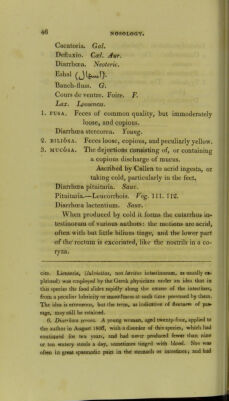 46 NOSOLOGY.
Cacatoria. Gal.
Defluxio. Cæl. Aur.
Diarrhœa. Neoteric.
Eshal (اسهال).
Bauch-fluss. G.
Cours de ventre. Foire. F.
Lax. Looseness.
1. FUSA. Feces of common quality, but immoderately
loose, and copious.
Diarrhœa stercorea. Young.
2. BILIÓSA. Feces loose, copious, and peculiarly yellow.
3. MUCÓSA. The dejections consisting of, or containing
a copious discharge of mucus.
Ascribed by Cullen to acrid ingests, or
taking cold, particularly in the feet.
Diarrhœa pituitaria. Sauv.
Pituitaria.—Leucorrhois. Vog. 111. 112.
Diarrhœa lactentium. Sauv.
When produced by cold it forms the catarrhus in-
testinorum of various authors: the motions are acrid,
often with but little bilious tinge, and the lower part
of the rectum is excoriated, like the nostrils in a co-
ryza.
cite. Lienteria, (lubricitas, not lævitas intestinorum, as usually ex-
plained) was employed by the Greek physicians under an idea that in
this species the food slides rapidly along the course of the intestines,
from a peculiar lubricity or smoothness at such time possessed by them.
The idea is erroneous, but the term, as indicative of fleetness of pas-
sage, may still be retained.
6. Diarrhœa serosa. A young woman, aged twenty-four, applied to
the author in August 1808, with a disorder of this species, which had
continued for ten years, and had never produced fewer than nine
or ten watery stools a day, sometimes tinged with blood. She was
often in great spasmodic pain in the stomach or intestines; and had